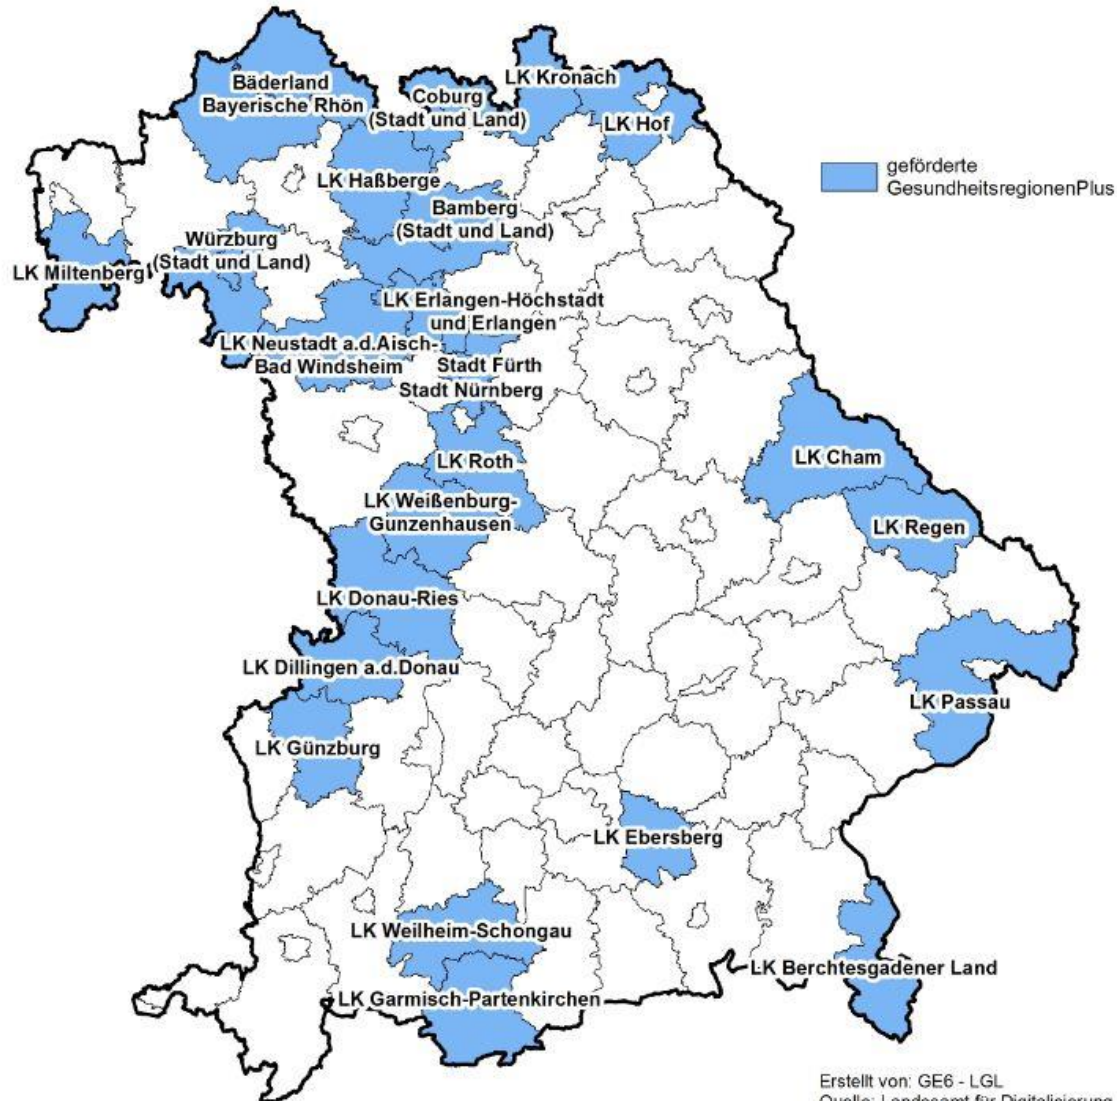 LK Kronach
Bäderland
Bayerische Rhön
Coburg
(Stadt und Land)
LK Hof
geförderte
GesundheitsregionenPlus
LK Haßberge
Bamberg
(Stadt und Land)
Würzburg
(Stadt und Land)
LK Miltenberg
LK Erlangen-Höchstadt
und Erlangen
LK Neustadt a.d.Aisch-
Bad Windsheim
Stadt Fürth
Stadt Nürnberg
LK Cham
LK Roth
LK Weißenburg-
Gunzenhausen
LK Regen
LK Donau-Ries
LK Dillingen a.d.Donau
LK Passau
LK Günzburg
LK Ebersberg
LK Weilheim-Schongau
LK Berchtesgadener Land
LK Garmisch-Partenkirchen
Erstellt von: GE6 - LGL
Quelle: Landesamt für Digitalisierung